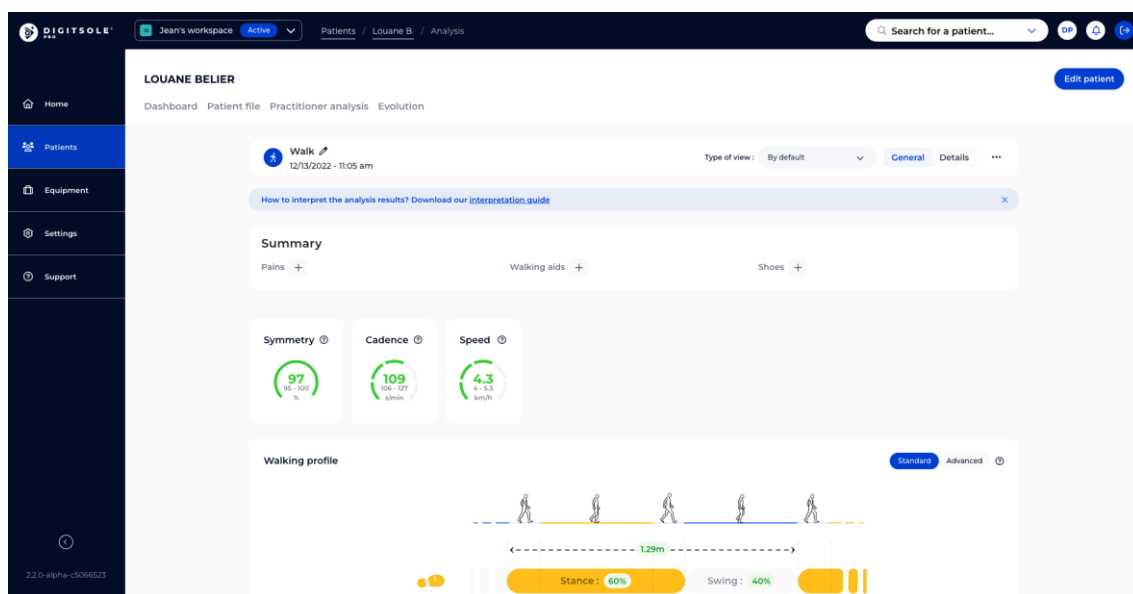 DIGITSOLE
PRO
Jean's workspace Active
Patients / Louane B. / Analysis
Search for a patient...
DP
LOUANE BELIER
Edit patient
Dashboard Patient file Practitioner analysis Evolution
Home
Patients
Equipment
Settings
Support
2.2.0-alpha-c5066523
Walk
12/13/2022 - 11:05 am
Type of view : By default General Details ...
How to interpret the analysis results? Download our interpretation guide
Summary
Pains + Walking aids + Shoes +
Symmetry Cadence Speed
97 109 4.3
95 - 100 106 - 127 4 - 5.3
% s/min km/h
Walking profile Standard Advanced
1.29m
Stance : 60% Swing : 40%